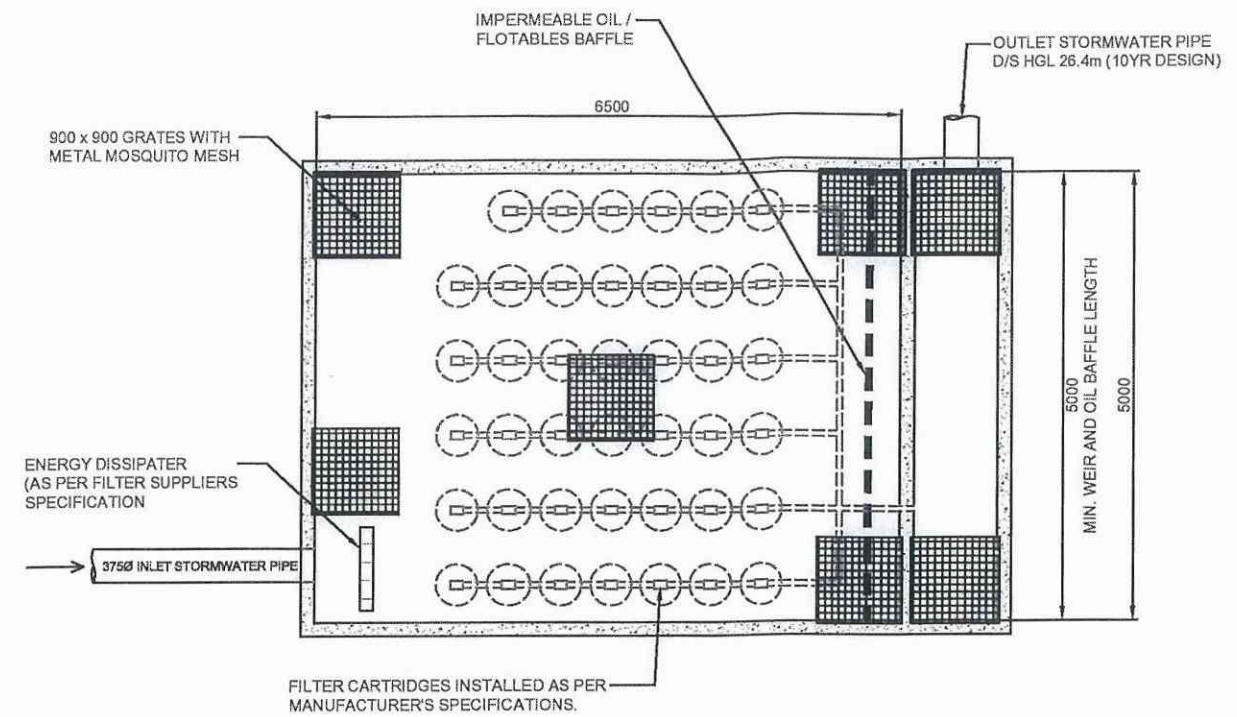 IMPERMEABLE OIL /
FLOTABLES BAFFLE
OUTLET STORMWATER PIPE
D/S HGL 26.4m (10YR DESIGN)
6500
900 x 900 GRATES WITH
METAL MOSQUITO MESH
ENERGY DISSIPATER
(AS PER FILTER SUPPLIERS
SPECIFICATION
375Ø INLET STORMWATER PIPE
5000
MIN. WEIR AND OIL BAFFLE LENGTH
5000
FILTER CARTRIDGES INSTALLED AS PER
MANUFACTURER'S SPECIFICATIONS.